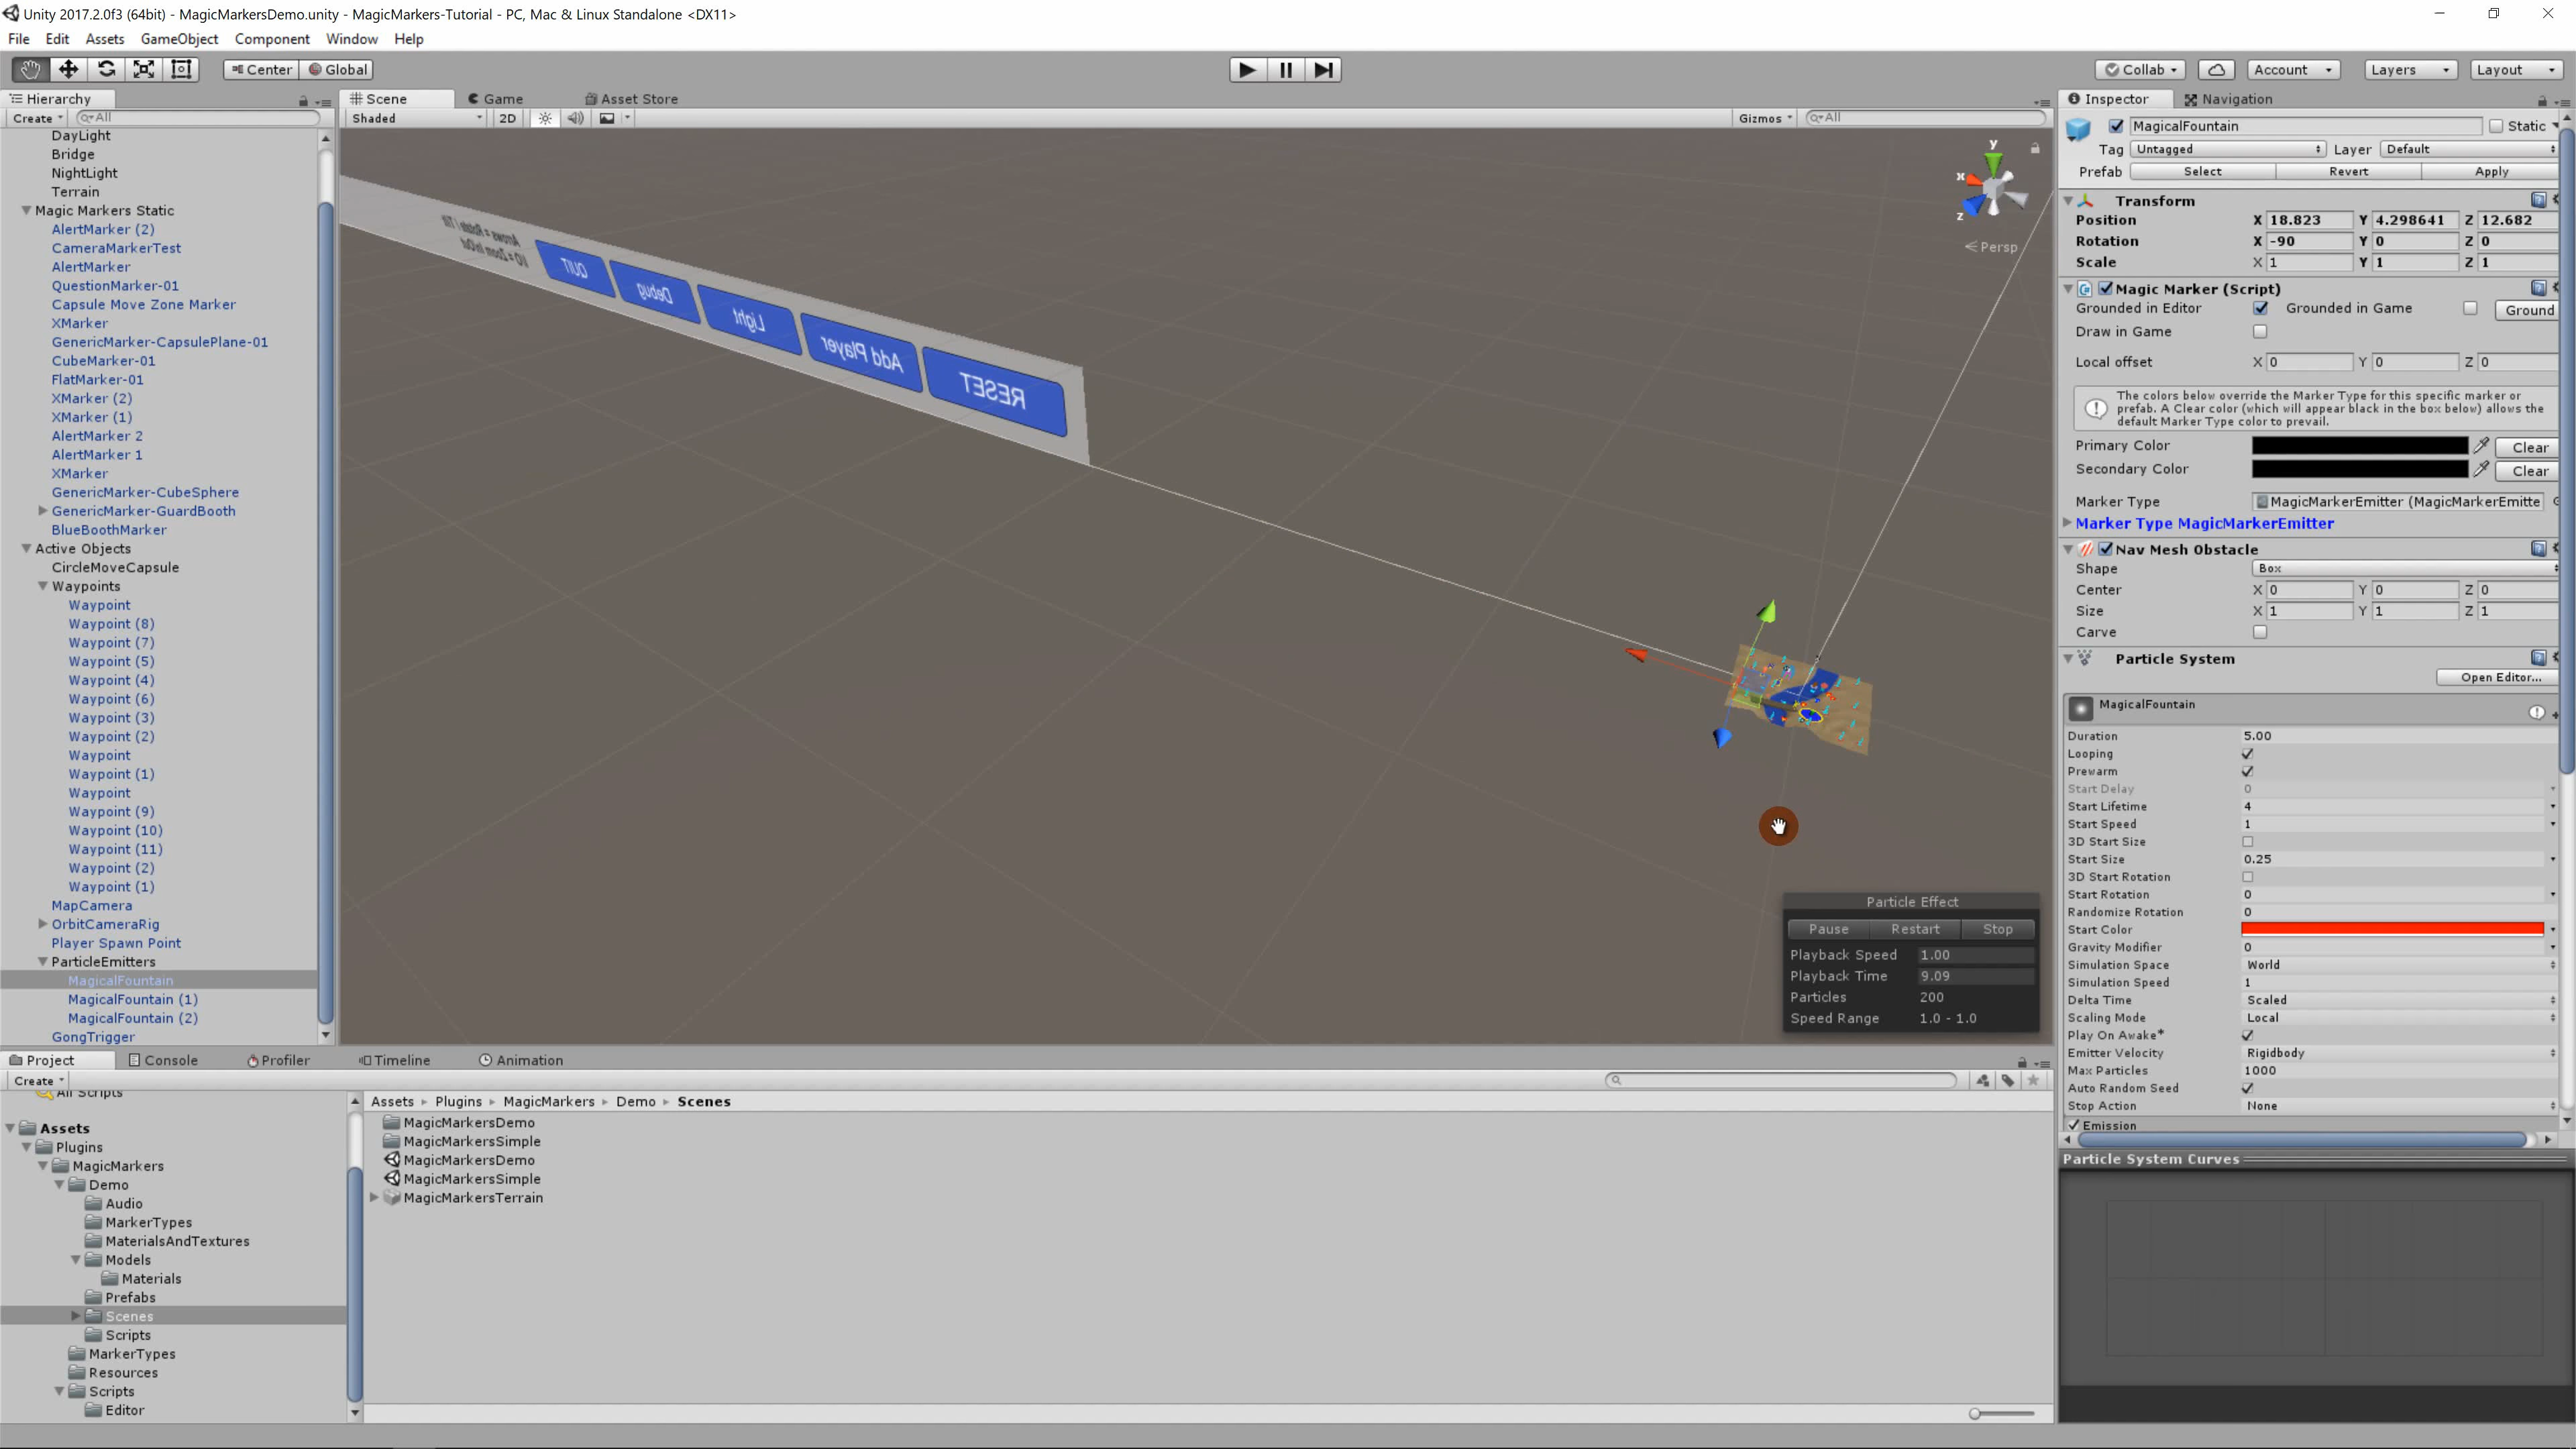 Unity 2017.2.0f3 (64bit) - MagicMarkersDemo.unity - MagicMarkers-Tutorial - PC, Mac & Linux Standalone <DX11>
File Edit Assets GameObject Component Window Help
Center Global Collab Account Layers Layout
Hierarchy
Create All
DayLight
Bridge
NightLight
Terrain
Magic Markers Static
AlertMarker (2)
CameraMarkerTest
AlertMarker
QuestionMarker-01
Capsule Move Zone Marker
XMarker
GenericMarker-CapsulePlane-01
CubeMarker-01
FlatMarker-01
XMarker (2)
XMarker (1)
AlertMarker 2
AlertMarker 1
XMarker
GenericMarker-CubeSphere
GenericMarker-GuardBooth
BlueBoothMarker
Active Objects
CircleMoveCapsule
Waypoints
Waypoint
Waypoint (8)
Waypoint (7)
Waypoint (5)
Waypoint (4)
Waypoint (6)
Waypoint (3)
Waypoint (2)
Waypoint
Waypoint (1)
Waypoint
Waypoint (9)
Waypoint (10)
Waypoint (11)
Waypoint (2)
Waypoint (1)
MapCamera
OrbitCameraRig
Player Spawn Point
ParticleEmitters
MagicalFountain
MagicalFountain (1)
MagicalFountain (2)
GongTrigger
Scene Game Asset Store
Shaded 2D Gizmos All
y
x
z
Persp
Arrows = Rotate / Tilt
I/O = Zoom In/Out
QUIT
Debug
Light
Add Player
RESET
Particle Effect
Pause Restart Stop
Playback Speed 1.00
Playback Time 9.09
Particles 200
Speed Range 1.0 - 1.0
Inspector Navigation
MagicalFountain Static
Tag Untagged Layer Default
Prefab Select Revert Apply
Transform
Position X 18.823 Y 4.298641 Z 12.682
Rotation X -90 Y 0 Z 0
Scale X 1 Y 1 Z 1
Magic Marker (Script)
Grounded in Editor Grounded in Game Ground
Draw in Game
Local offset X 0 Y 0 Z 0
The colors below override the Marker Type for this specific marker or
prefab. A Clear color (which will appear black in the box below) allows the
default Marker Type color to prevail.
Primary Color Clear
Secondary Color Clear
Marker Type MagicMarkerEmitter (MagicMarkerEmitte
Marker Type MagicMarkerEmitter
Nav Mesh Obstacle
Shape Box
Center X 0 Y 0 Z 0
Size X 1 Y 1 Z 1
Carve
Particle System
Open Editor...
MagicalFountain
Duration 5.00
Looping
Prewarm
Start Delay 0
Start Lifetime 4
Start Speed 1
3D Start Size
Start Size 0.25
3D Start Rotation
Start Rotation 0
Randomize Rotation 0
Start Color
Gravity Modifier 0
Simulation Space World
Simulation Speed 1
Delta Time Scaled
Scaling Mode Local
Play On Awake*
Emitter Velocity Rigidbody
Max Particles 1000
Auto Random Seed
Stop Action None
Emission
Particle System Curves
Project Console Profiler Timeline Animation
Create
All Scripts
Assets
Plugins
MagicMarkers
Demo
Audio
MarkerTypes
MaterialsAndTextures
Models
Materials
Prefabs
Scenes
Scripts
MarkerTypes
Resources
Scripts
Editor
Assets Plugins MagicMarkers Demo Scenes
MagicMarkersDemo
MagicMarkersSimple
MagicMarkersDemo
MagicMarkersSimple
MagicMarkersTerrain